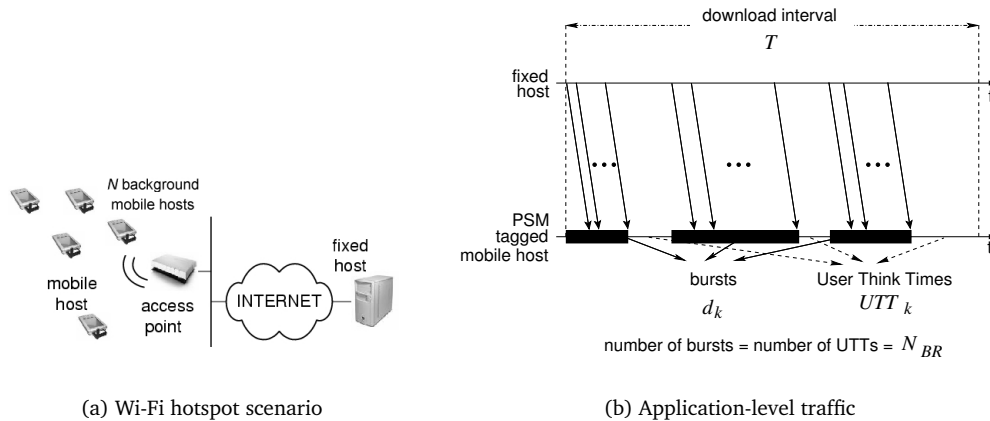 N background
mobile hosts
mobile
host
access
point
INTERNET
fixed
host
(a) Wi-Fi hotspot scenario
download interval
T
fixed
host
t
...
...
...
PSM
tagged
mobile host
t
bursts
d_k
User Think Times
UTT_k
number of bursts = number of UTTs = N_BR
(b) Application-level traffic